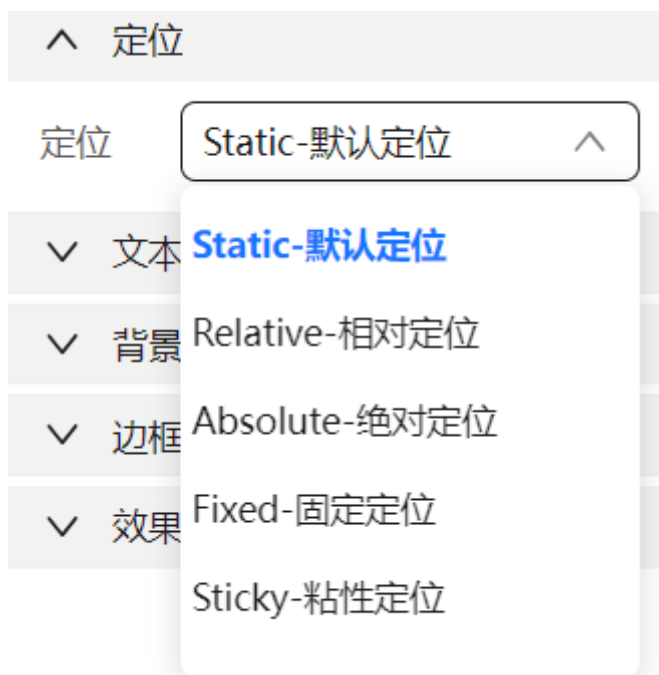 定位
定位 Static-默认定位
文本 Static-默认定位
背景 Relative-相对定位
边框 Absolute-绝对定位
效果 Fixed-固定定位
Sticky-粘性定位